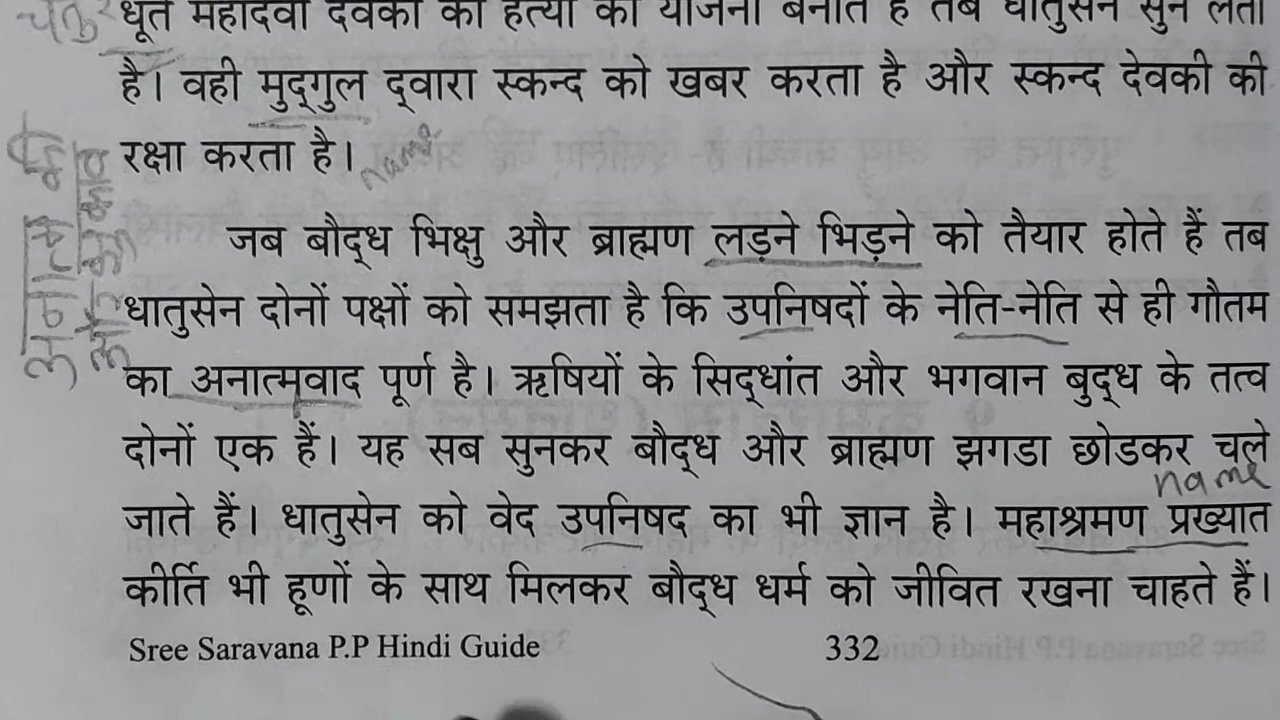 धूर्त महादेवी देवकी की हत्या की योजना बनाते हैं तब धातुसेन सुन लेता
है। वही मुद्गुल द्वारा स्कन्द को खबर करता है और स्कन्द देवकी की
रक्षा करता है।
name
जब बौद्ध भिक्षु और ब्राह्मण लड़ने भिड़ने को तैयार होते हैं तब
धातुसेन दोनों पक्षों को समझता है कि उपनिषदों के नेति-नेति से ही गौतम
का अनात्मवाद पूर्ण है। ऋषियों के सिद्धांत और भगवान बुद्ध के तत्व
दोनों एक हैं। यह सब सुनकर बौद्ध और ब्राह्मण झगडा छोडकर चले
name
जाते हैं। धातुसेन को वेद उपनिषद का भी ज्ञान है। महाश्रमण प्रख्यात
कीर्ति भी हूणों के साथ मिलकर बौद्ध धर्म को जीवित रखना चाहते हैं।
Sree Saravana P.P Hindi Guide 332